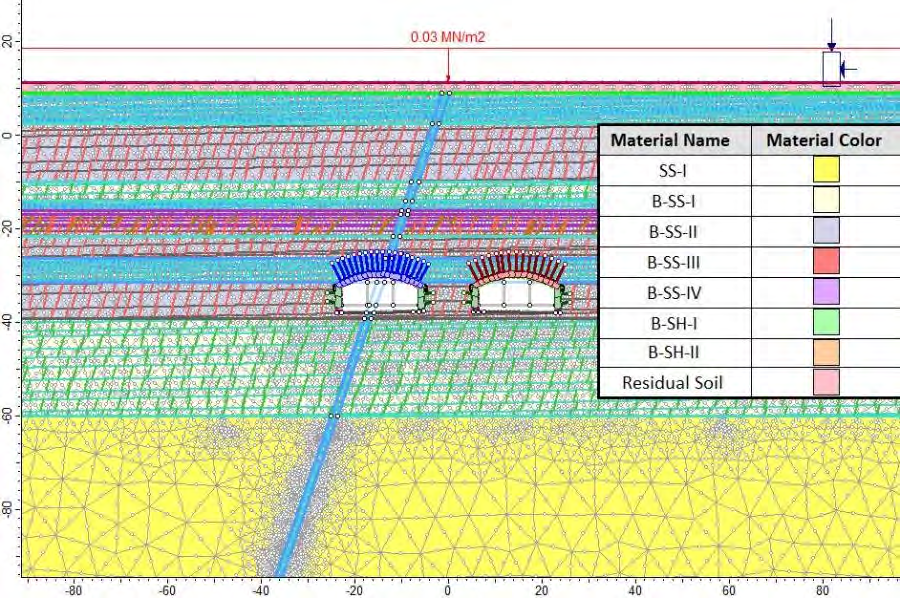 0.03 MN/m2
20
0
-20
-40
-60
-80
Material Name Material Color
SS-I
B-SS-I
B-SS-II
B-SS-III
B-SS-IV
B-SH-I
B-SH-II
Residual Soil
-80 -60 -40 -20 0 20 40 60 80